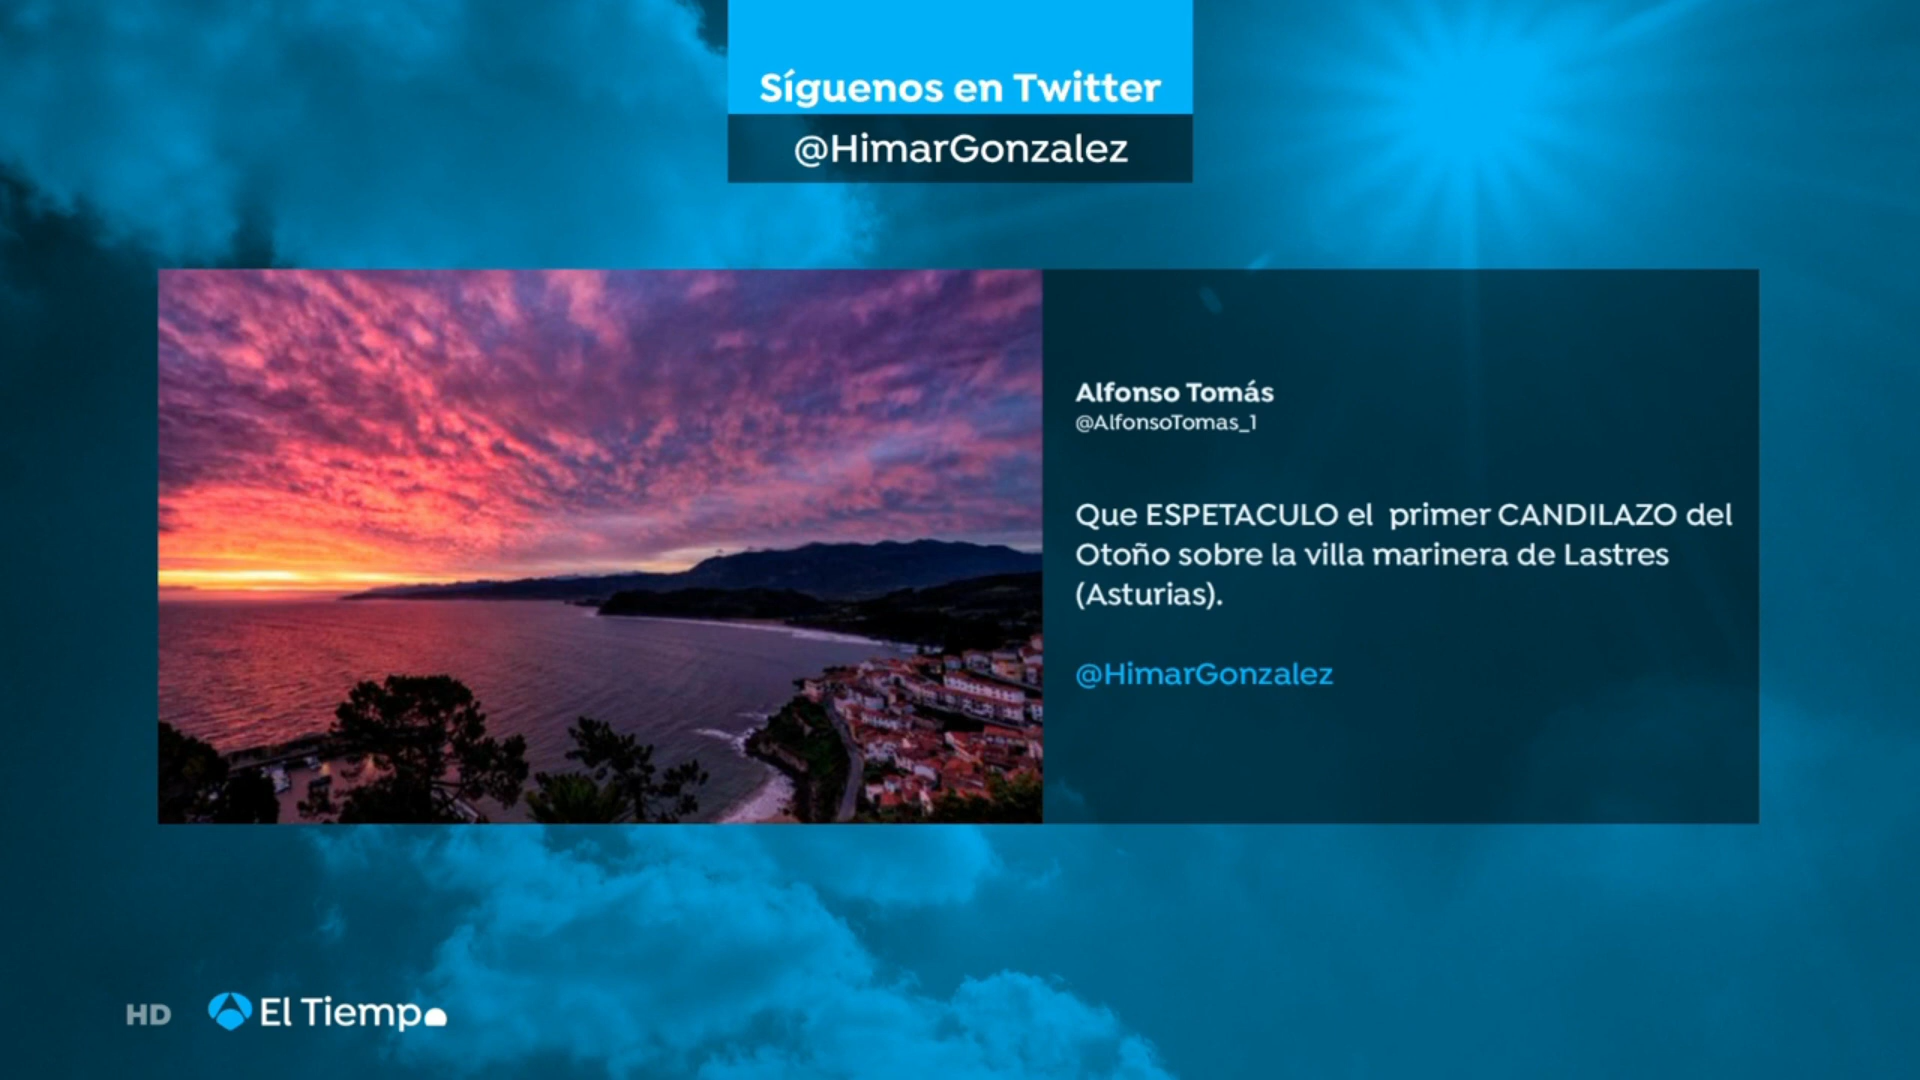 Síguenos en Twitter
@HimarGonzalez
Alfonso Tomás
@AlfonsoTomas_1
Que ESPETACULO el primer CANDILAZO del
Otoño sobre la villa marinera de Lastres
(Asturias).
@HimarGonzalez
HD El Tiempo